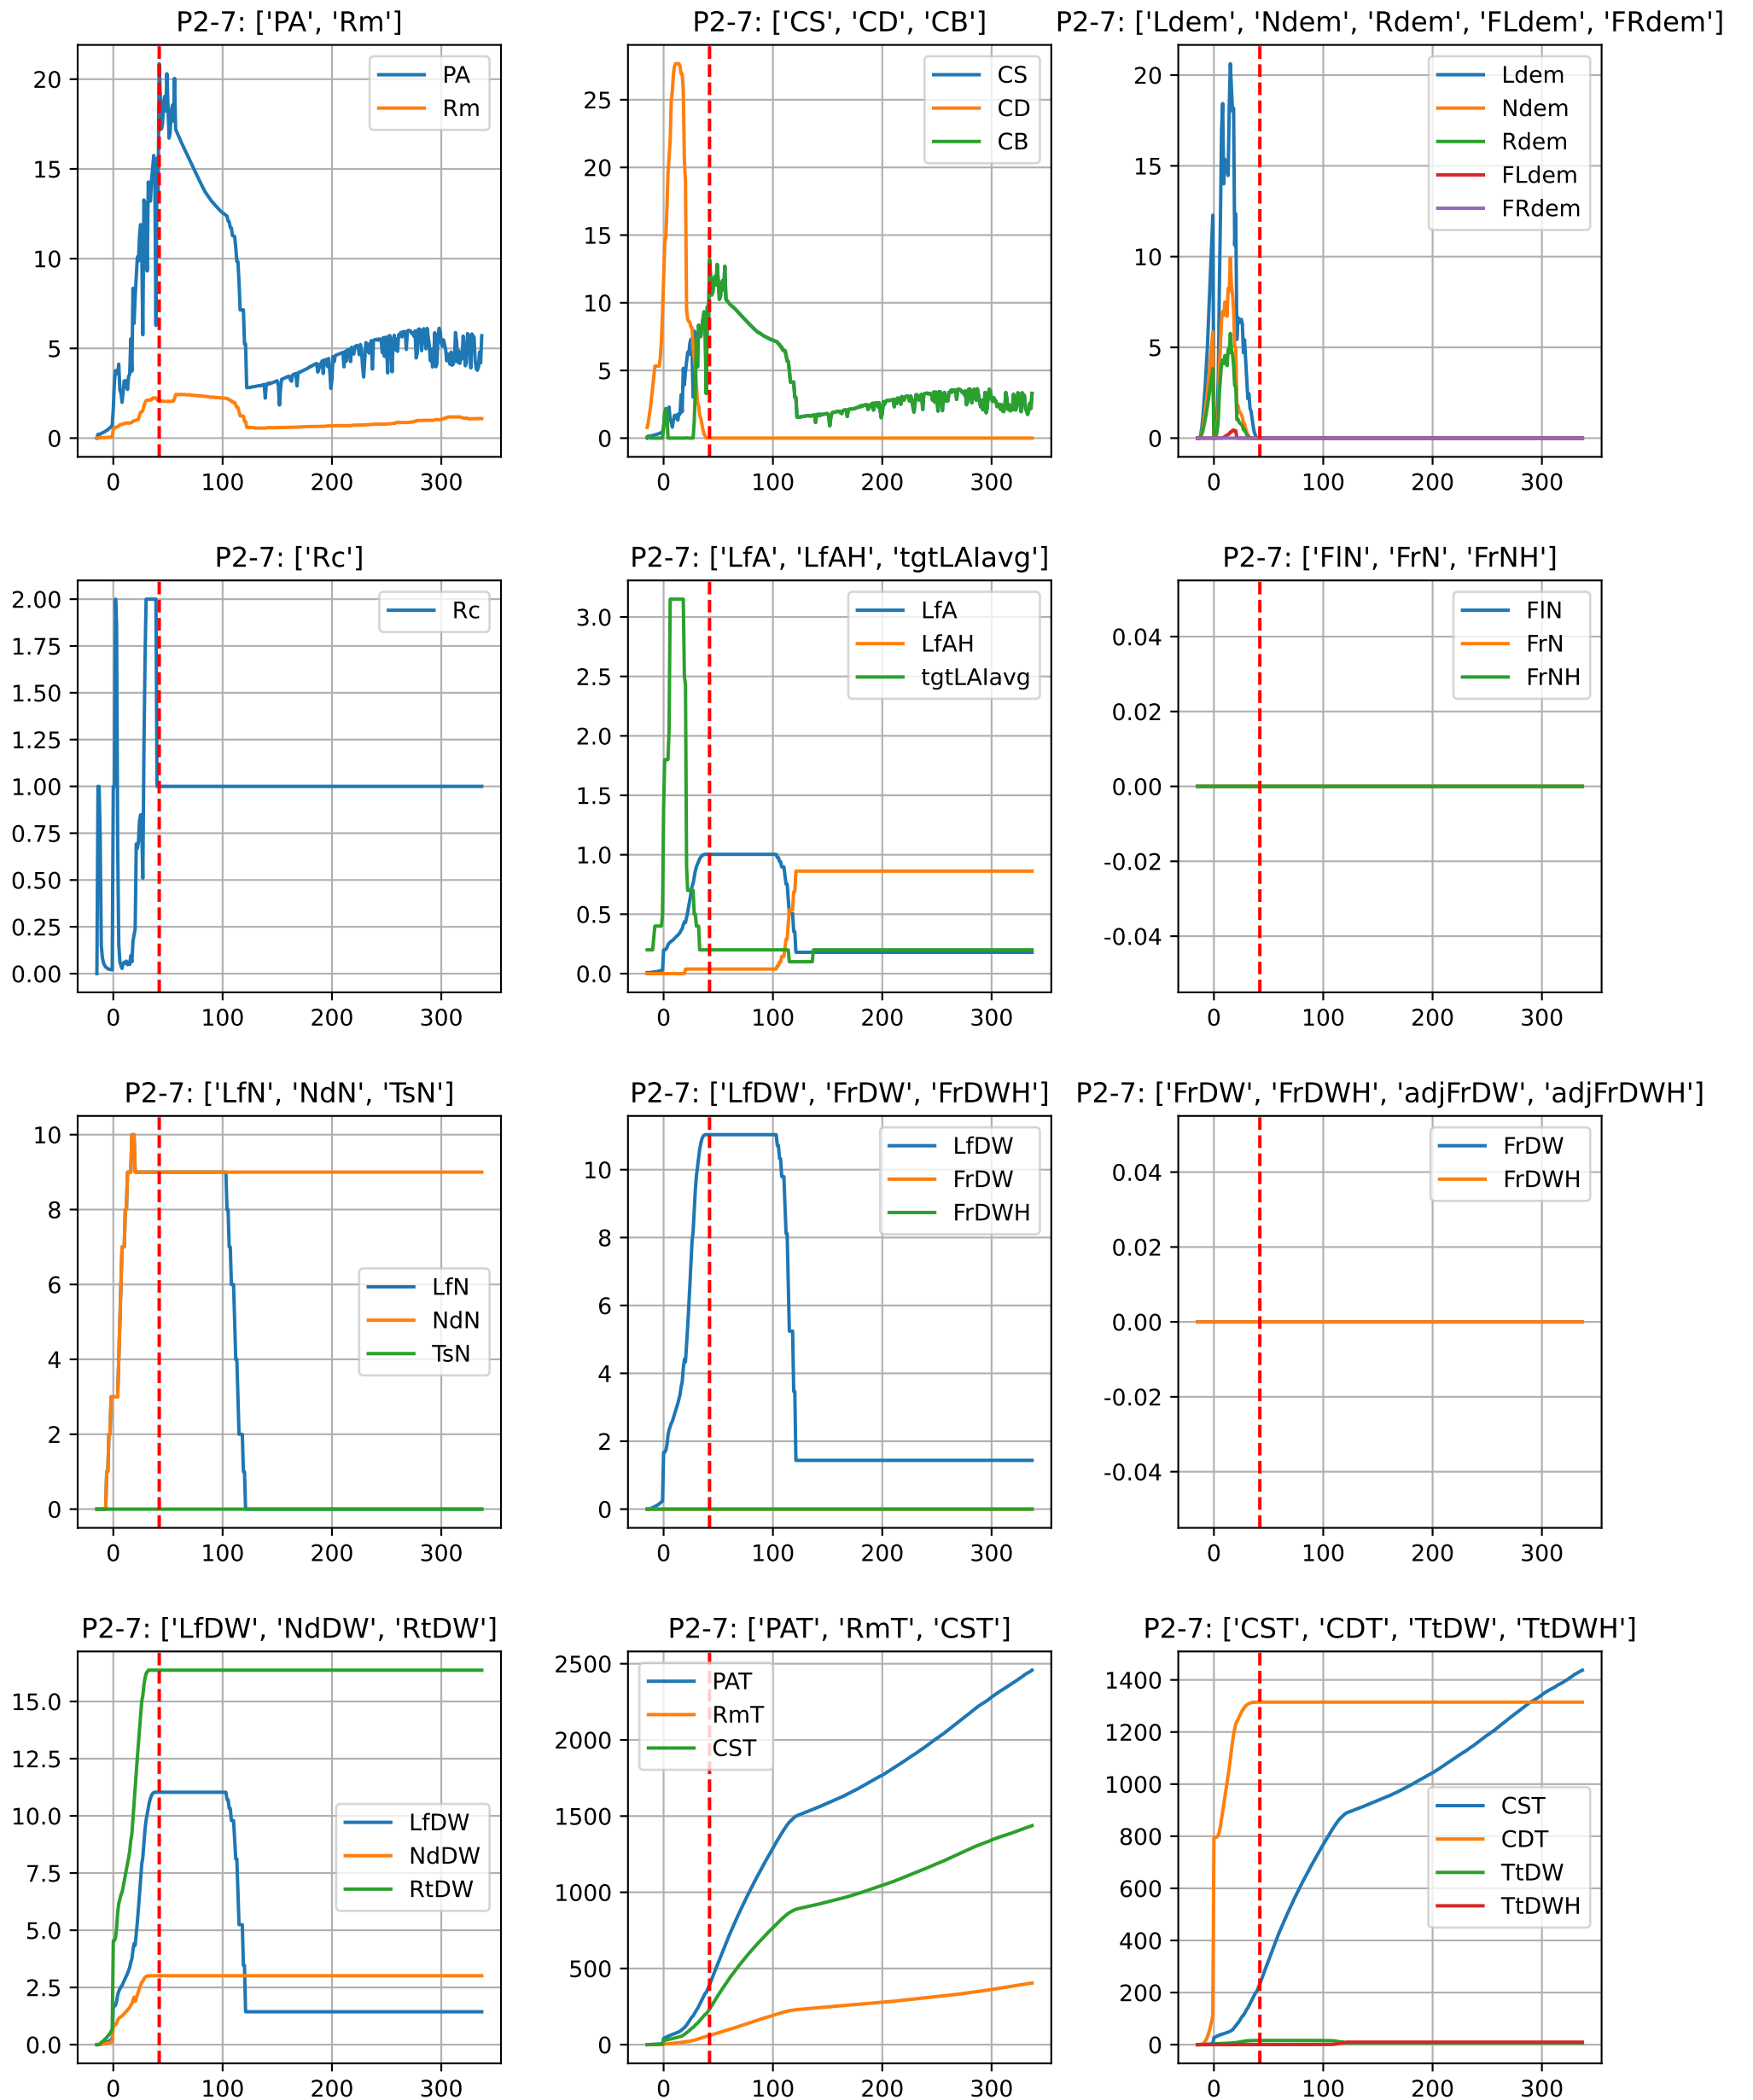 P2-7: ['PA', 'Rm']
20
15
10
5
0
0 100 200 300
PA
Rm
P2-7: ['CS', 'CD', 'CB']
25
20
15
10
5
0
0 100 200 300
CS
CD
CB
P2-7: ['Ldem', 'Ndem', 'Rdem', 'FLdem', 'FRdem']
20
15
10
5
0
0 100 200 300
Ldem
Ndem
Rdem
FLdem
FRdem
P2-7: ['Rc']
2.00
1.75
1.50
1.25
1.00
0.75
0.50
0.25
0.00
0 100 200 300
Rc
P2-7: ['LfA', 'LfAH', 'tgtLAIavg']
3.0
2.5
2.0
1.5
1.0
0.5
0.0
0 100 200 300
LfA
LfAH
tgtLAIavg
P2-7: ['FlN', 'FrN', 'FrNH']
0.04
0.02
0.00
-0.02
-0.04
0 100 200 300
FlN
FrN
FrNH
P2-7: ['LfN', 'NdN', 'TsN']
10
8
6
4
2
0
0 100 200 300
LfN
NdN
TsN
P2-7: ['LfDW', 'FrDW', 'FrDWH']
10
8
6
4
2
0
0 100 200 300
LfDW
FrDW
FrDWH
P2-7: ['FrDW', 'FrDWH', 'adjFrDW', 'adjFrDWH']
0.04
0.02
0.00
-0.02
-0.04
0 100 200 300
FrDW
FrDWH
P2-7: ['LfDW', 'NdDW', 'RtDW']
15.0
12.5
10.0
7.5
5.0
2.5
0.0
0 100 200 300
LfDW
NdDW
RtDW
P2-7: ['PAT', 'RmT', 'CST']
2500
2000
1500
1000
500
0
0 100 200 300
PAT
RmT
CST
P2-7: ['CST', 'CDT', 'TtDW', 'TtDWH']
1400
1200
1000
800
600
400
200
0
0 100 200 300
CST
CDT
TtDW
TtDWH